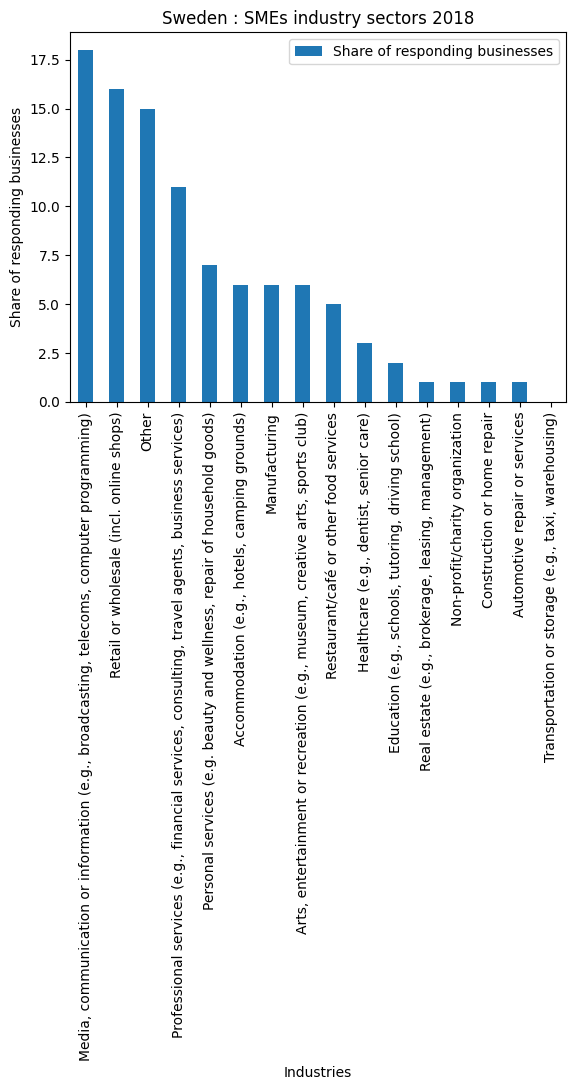 Sweden : SMEs industry sectors 2018
Share of responding businesses
17.5
15.0
12.5
10.0
7.5
5.0
2.5
0.0
Share of responding businesses
Media, communication or information (e.g., broadcasting, telecoms, computer programming)
Retail or wholesale (incl. online shops)
Other
Professional services (e.g., financial services, consulting, travel agents, business services)
Personal services (e.g. beauty and wellness, repair of household goods)
Accommodation (e.g., hotels, camping grounds)
Manufacturing
Arts, entertainment or recreation (e.g., museum, creative arts, sports club)
Restaurant/café or other food services
Healthcare (e.g., dentist, senior care)
Education (e.g., schools, tutoring, driving school)
Real estate (e.g., brokerage, leasing, management)
Non-profit/charity organization
Construction or home repair
Automotive repair or services
Transportation or storage (e.g., taxi, warehousing)
Industries